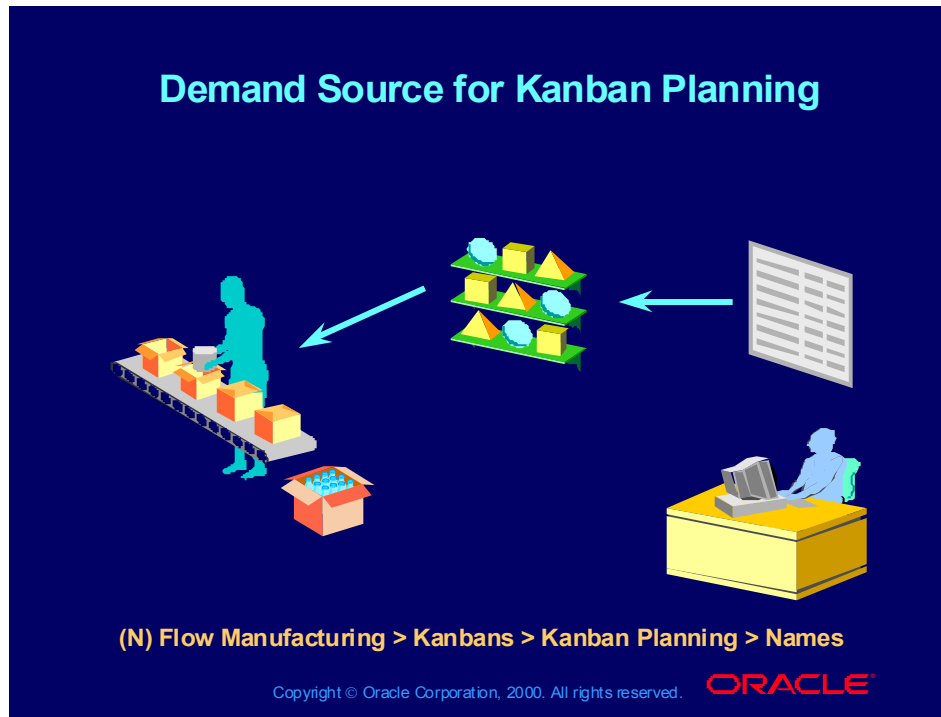 Demand Source for Kanban Planning
(N) Flow Manufacturing > Kanbans > Kanban Planning > Names
Copyright © Oracle Corporation, 2000. All rights reserved.
ORACLE®